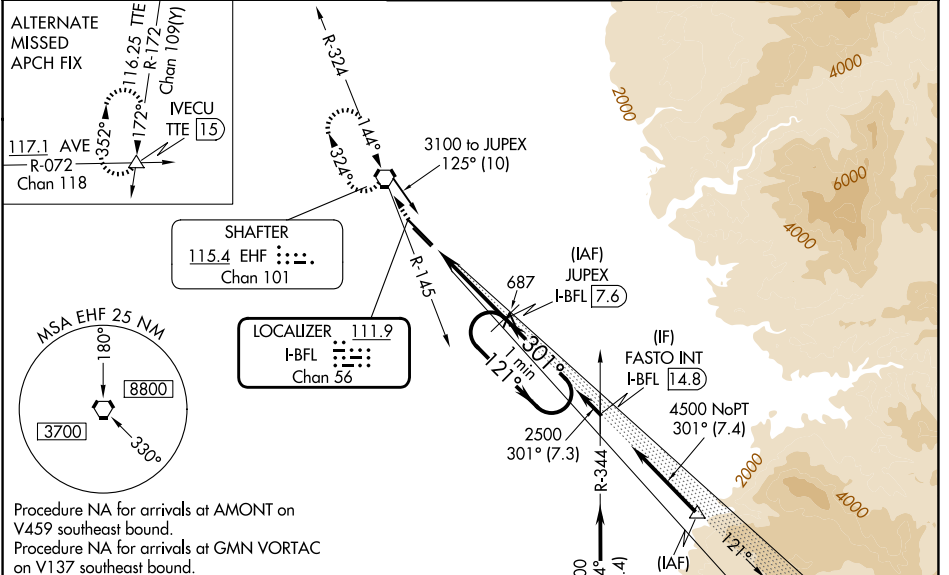 ALTERNATE
MISSED
APCH FIX
116.25 TTE
R-172
Chan 109(Y)
IVECU
TTE 15
352°
172°
117.1 AVE
R-072
Chan 118
R-324
144°
324°
3100 to JUPEX
125° (10)
SHAFTER
115.4 EHF
Chan 101
R-145
LOCALIZER 111.9
I-BFL
Chan 56
687
(IAF)
JUPEX
I-BFL 7.6
301°
1 min
121°
(IF)
FASTO INT
I-BFL 14.8
4500 NoPT
301° (7.4)
2500
301° (7.3)
R-344
(IAF)
121°
2000
4000
6000
4000
2000
4000
MSA EHF 25 NM
180°
8800
3700
330°
Procedure NA for arrivals at AMONT on
V459 southeast bound.
Procedure NA for arrivals at GMN VORTAC
on V137 southeast bound.